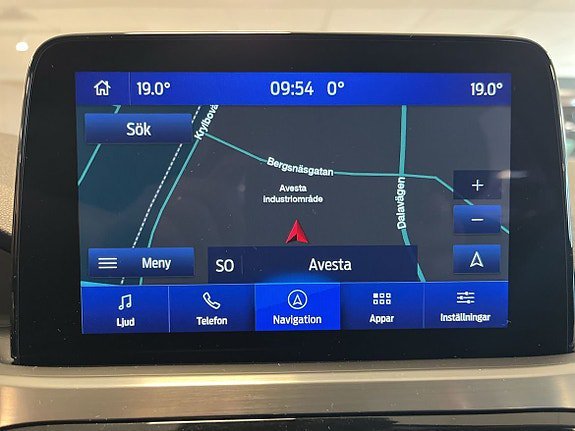 19.0° 09:54 0° 19.0°
Sök
Bergsnäsgatan
Avesta
industriområde
Dalavägen
+
−
Meny
SO Avesta
Ljud Telefon Navigation Appar Inställningar